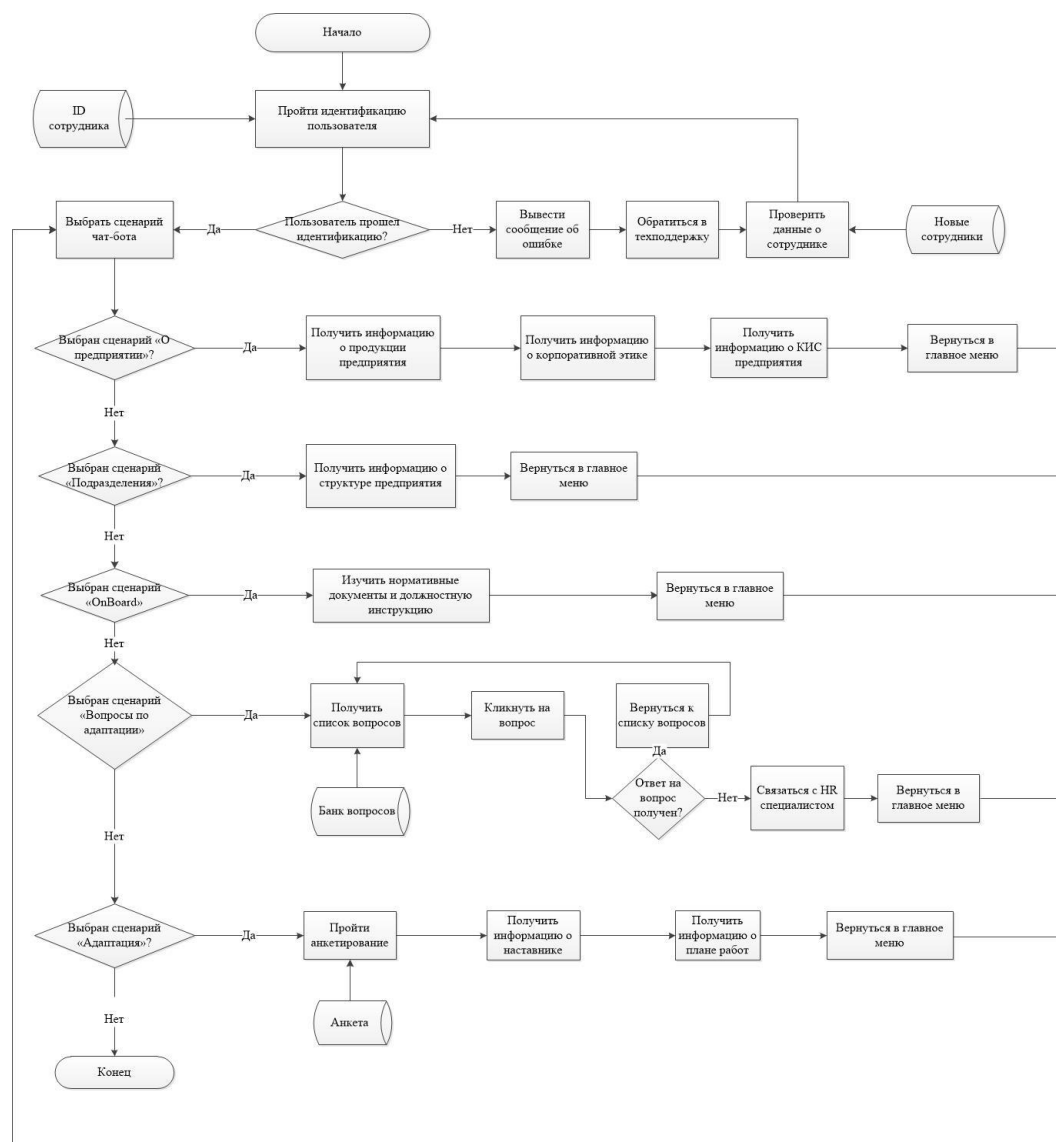 Начало
ID
сотрудника
Пройти идентификацию
пользователя
Выбрать сценарий
чат-бота
Да
Пользователь прошел
идентификацию?
Нет
Вывести
сообщение об
ошибке
Обратиться в
техподдержку
Проверить
данные о
сотруднике
Новые
сотрудники
Выбран сценарий «О
предприятии»?
Да
Получить информацию
о продукции
предприятия
Получить информацию
о корпоративной этике
Получить
информацию о КИС
предприятия
Вернуться в
главное меню
Нет
Выбран сценарий
«Подразделения»?
Да
Получить информацию о
структуре предприятия
Вернуться в главное
меню
Нет
Выбран сценарий
«OnBoard»
Да
Изучить нормативные
документы и должностную
инструкцию
Вернуться в главное
меню
Нет
Выбран сценарий
«Вопросы по
адаптации»
Да
Получить
список вопросов
Кликнуть на
вопрос
Вернуться к
списку вопросов
Да
Банк вопросов
Ответ на
вопрос
получен?
Нет
Связаться с HR
специалистом
Вернуться в
главное меню
Нет
Выбран сценарий
«Адаптация»?
Да
Пройти
анкетирование
Получить
информацию о
наставнике
Получить
информацию о
плане работ
Вернуться в главное
меню
Нет
Анкета
Конец